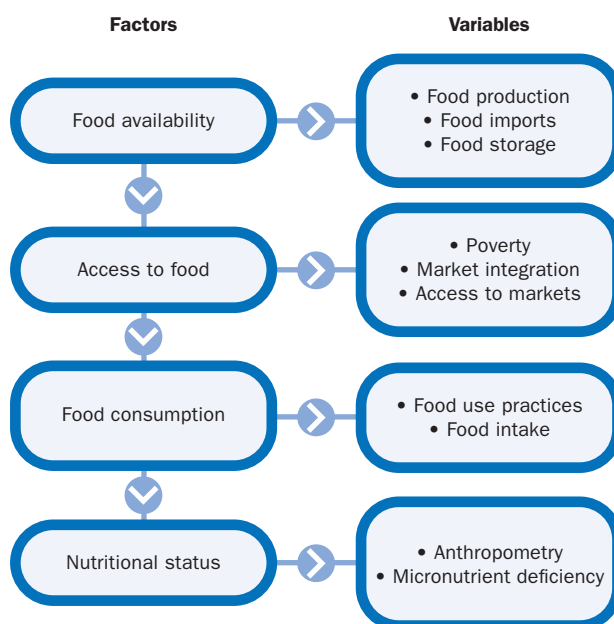 Factors
Variables
Food availability
• Food production
• Food imports
• Food storage
Access to food
• Poverty
• Market integration
• Access to markets
Food consumption
• Food use practices
• Food intake
Nutritional status
• Anthropometry
• Micronutrient deficiency